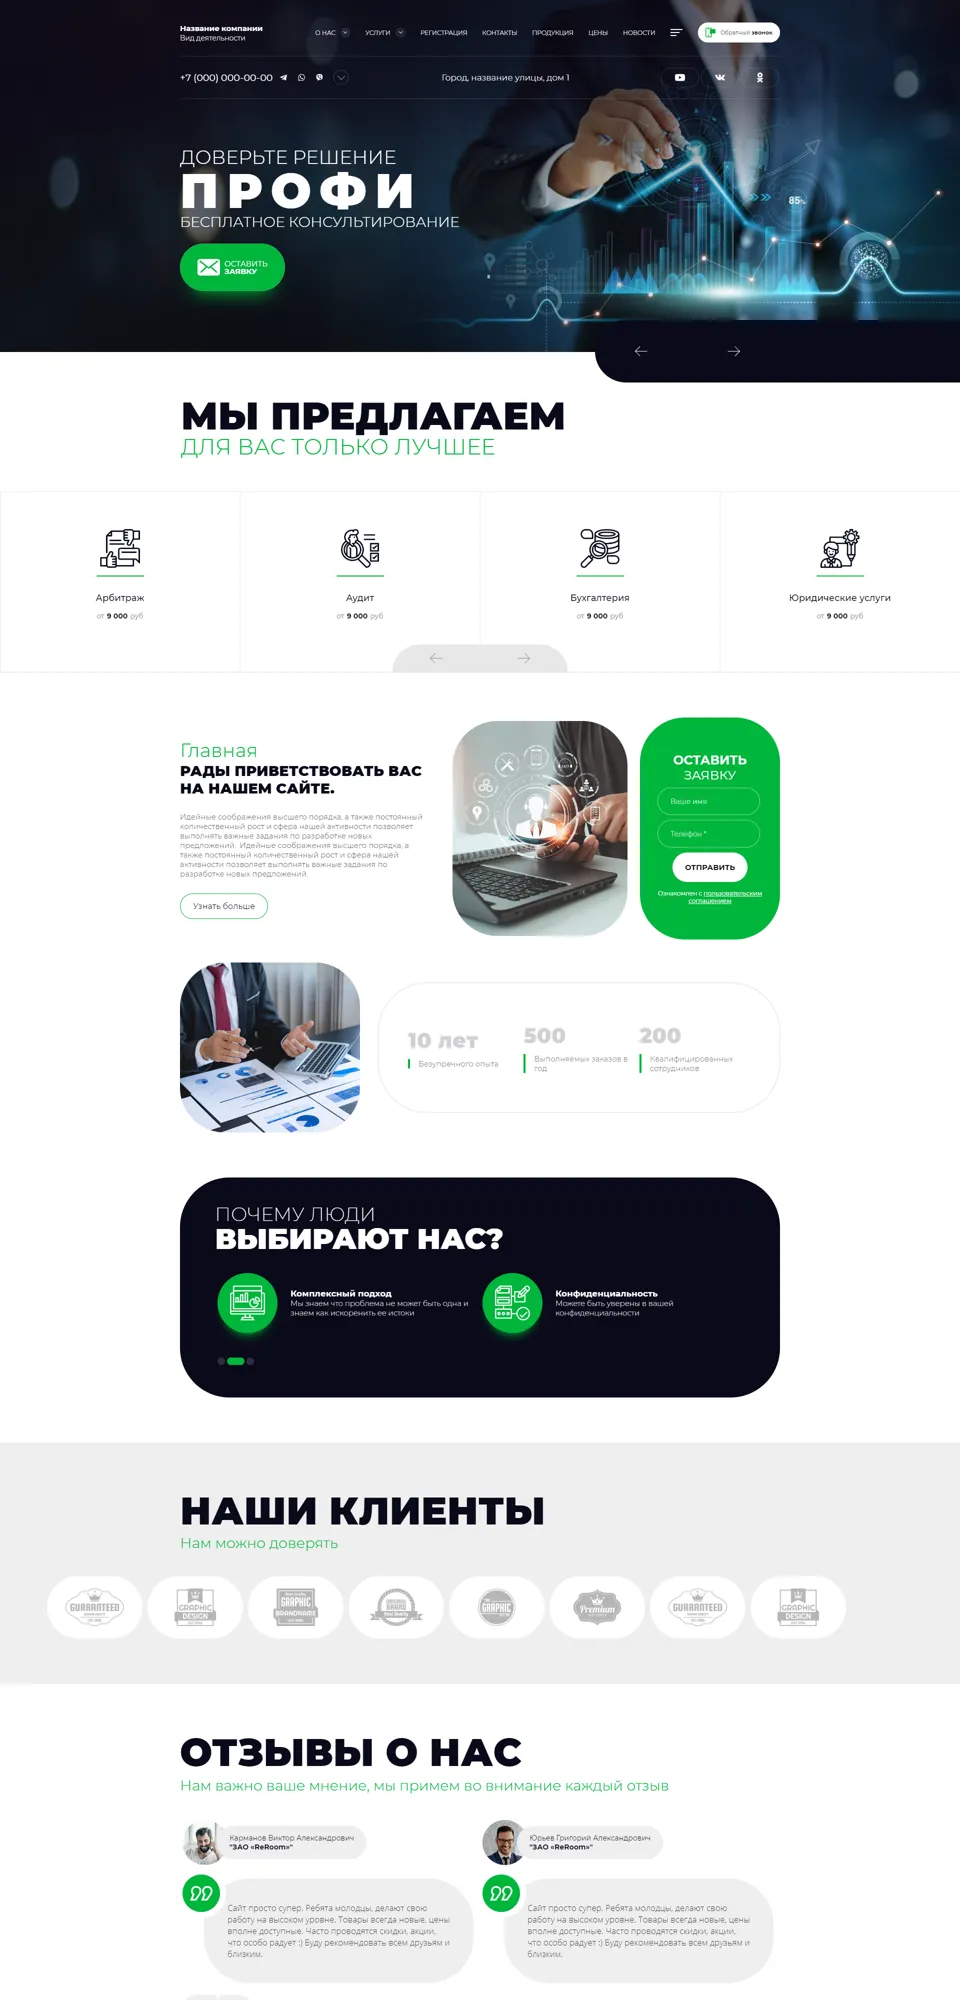 Название компании
Вид деятельности
О НАС
УСЛУГИ
РЕГИСТРАЦИЯ
КОНТАКТЫ
ПРОДУКЦИЯ
ЦЕНЫ
НОВОСТИ
Обратный звонок
+7 (000) 000-00-00
Город, название улицы, дом 1
ДОВЕРЬТЕ РЕШЕНИЕ
ПРОФИ
БЕСПЛАТНОЕ КОНСУЛЬТИРОВАНИЕ
ОСТАВИТЬ
ЗАЯВКУ
85%
МЫ ПРЕДЛАГАЕМ
ДЛЯ ВАС ТОЛЬКО ЛУЧШЕЕ
Арбитраж
от 9 000 руб
Аудит
от 9 000 руб
Бухгалтерия
от 9 000 руб
Юридические услуги
от 9 000 руб
Главная
РАДЫ ПРИВЕТСТВОВАТЬ ВАС
НА НАШЕМ САЙТЕ.
Идейные соображения высшего порядка, а также постоянный
количественный рост и сфера нашей активности позволяет
выполнять важные задания по разработке новых
предложений. Идейные соображения высшего порядка, а
также постоянный количественный рост и сфера нашей
активности позволяет выполнять важные задания по
разработке новых предложений.
Узнать больше
ОСТАВИТЬ
ЗАЯВКУ
Ваше имя
Телефон *
ОТПРАВИТЬ
Ознакомлен с пользовательским
соглашением
10 лет
Безупречного опыта
500
Выполняемых заказов в
год
200
Квалифицированных
сотрудников
ПОЧЕМУ ЛЮДИ
ВЫБИРАЮТ НАС?
Комплексный подход
Мы знаем что проблема не может быть одна и
знаем как искоренить ее истоки
Конфиденциальность
Можете быть уверены в вашей
конфиденциальности
НАШИ КЛИЕНТЫ
Нам можно доверять
GUARANTEED
GRAPHIC
DESIGN
GRAPHIC
BRANDNAME
BRAND
GRAPHIC
Premium
GUARANTEED
GRAPHIC
DESIGN
ОТЗЫВЫ О НАС
Нам важно ваше мнение, мы примем во внимание каждый отзыв
Карманов Виктор Александрович
"ЗАО «ReRoom»"
Сайт просто супер. Ребята молодцы, делают свою
работу на высоком уровне. Товары всегда новые, цены
вполне доступные. Часто проводятся скидки, акции,
что особо радует :) Буду рекомендовать всем друзьям и
близким.
Юрьев Григорий Александрович
"ЗАО «ReRoom»"
Сайт просто супер. Ребята молодцы, делают свою
работу на высоком уровне. Товары всегда новые, цены
вполне доступные. Часто проводятся скидки, акции,
что особо радует :) Буду рекомендовать всем друзьям и
близким.